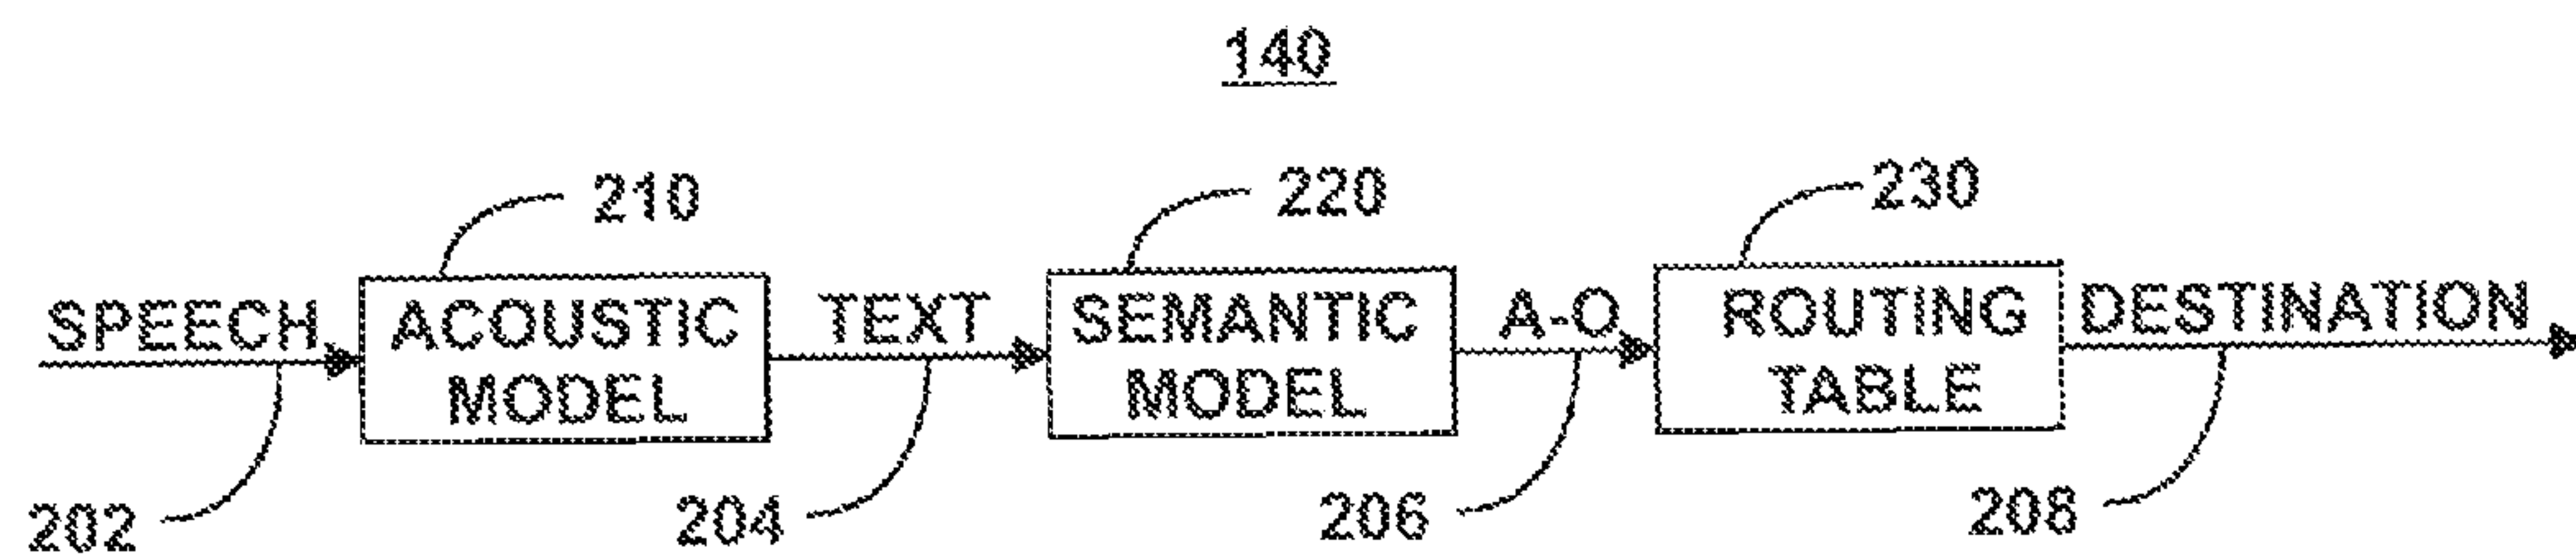 140
210
220
230
SPEECH
ACOUSTIC
MODEL
TEXT
SEMANTIC
MODEL
A-O
ROUTING
TABLE
DESTINATION
202
204
206
208